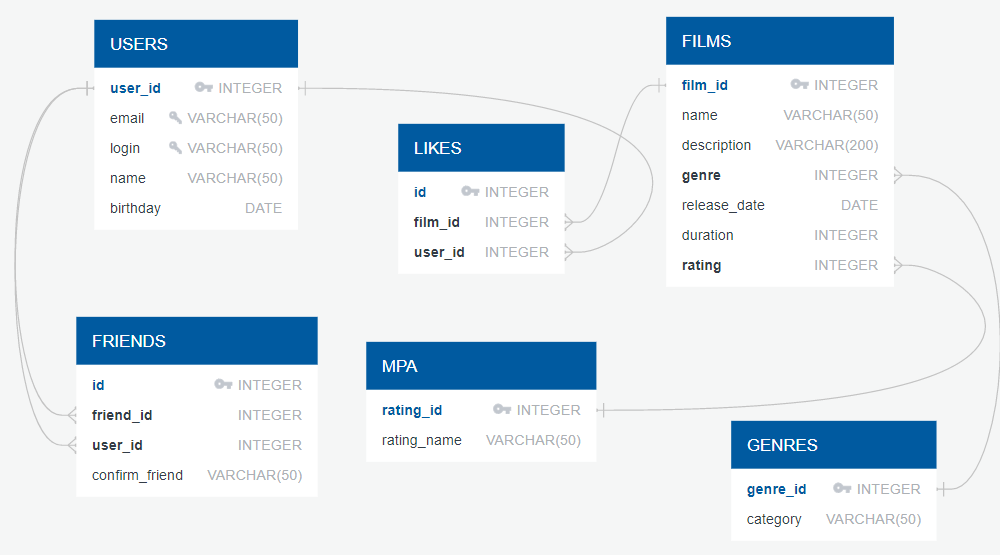 USERS
user_id INTEGER
email VARCHAR(50)
login VARCHAR(50)
name VARCHAR(50)
birthday DATE
LIKES
id INTEGER
film_id INTEGER
user_id INTEGER
FILMS
film_id INTEGER
name VARCHAR(50)
description VARCHAR(200)
genre INTEGER
release_date DATE
duration INTEGER
rating INTEGER
FRIENDS
id INTEGER
friend_id INTEGER
user_id INTEGER
confirm_friend VARCHAR(50)
MPA
rating_id INTEGER
rating_name VARCHAR(50)
GENRES
genre_id INTEGER
category VARCHAR(50)